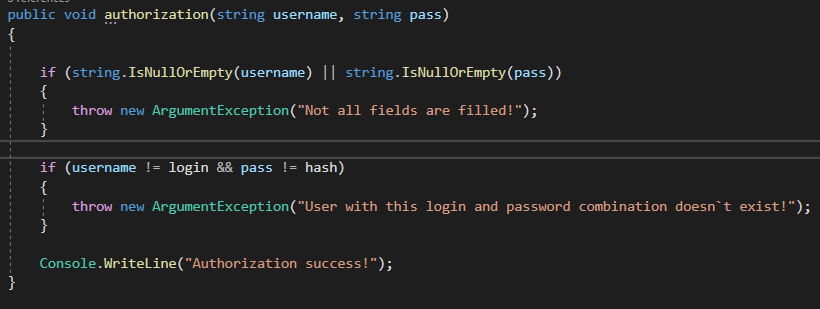 public void authorization(string username, string pass)
{
if (string.IsNullOrEmpty(username) || string.IsNullOrEmpty(pass))
{
throw new ArgumentException("Not all fields are filled!");
}
if (username != login && pass != hash)
{
throw new ArgumentException("User with this login and password combination doesn`t exist!");
}
Console.WriteLine("Authorization success!");
}